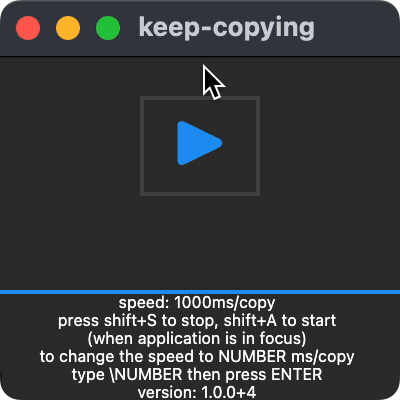 keep-copying
speed: 1000ms/copy
press shift+S to stop, shift+A to start
(when application is in focus)
to change the speed to NUMBER ms/copy
type \NUMBER then press ENTER
version: 1.0.0+4